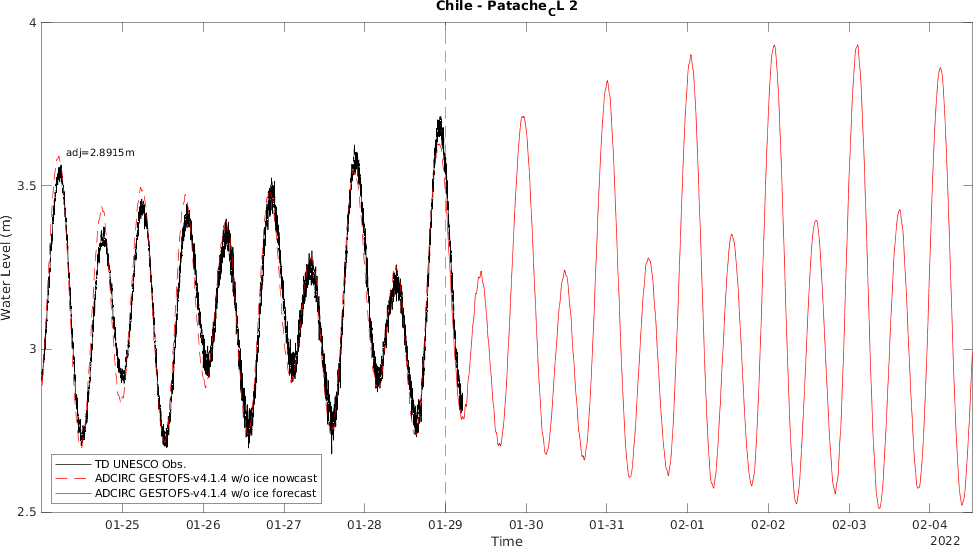 Chile - Patache_CL 2
4
3.5
3
2.5
Water Level (m)
adj=2.8915m
TD UNESCO Obs.
ADCIRC GESTOFS-v4.1.4 w/o ice nowcast
ADCIRC GESTOFS-v4.1.4 w/o ice forecast
01-25 01-26 01-27 01-28 01-29 01-30 01-31 02-01 02-02 02-03 02-04
Time
2022